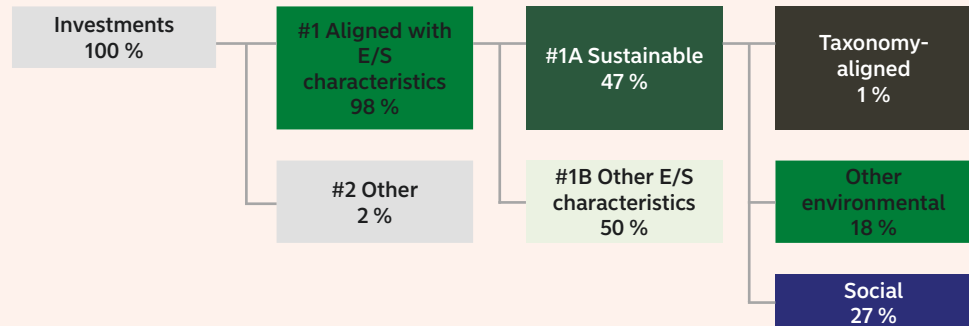 Investments
100 %
#1 Aligned with
E/S
characteristics
98 %
#1A Sustainable
47 %
Taxonomy-
aligned
1 %
#2 Other
2 %
#1B Other E/S
characteristics
50 %
Other
environmental
18 %
Social
27 %